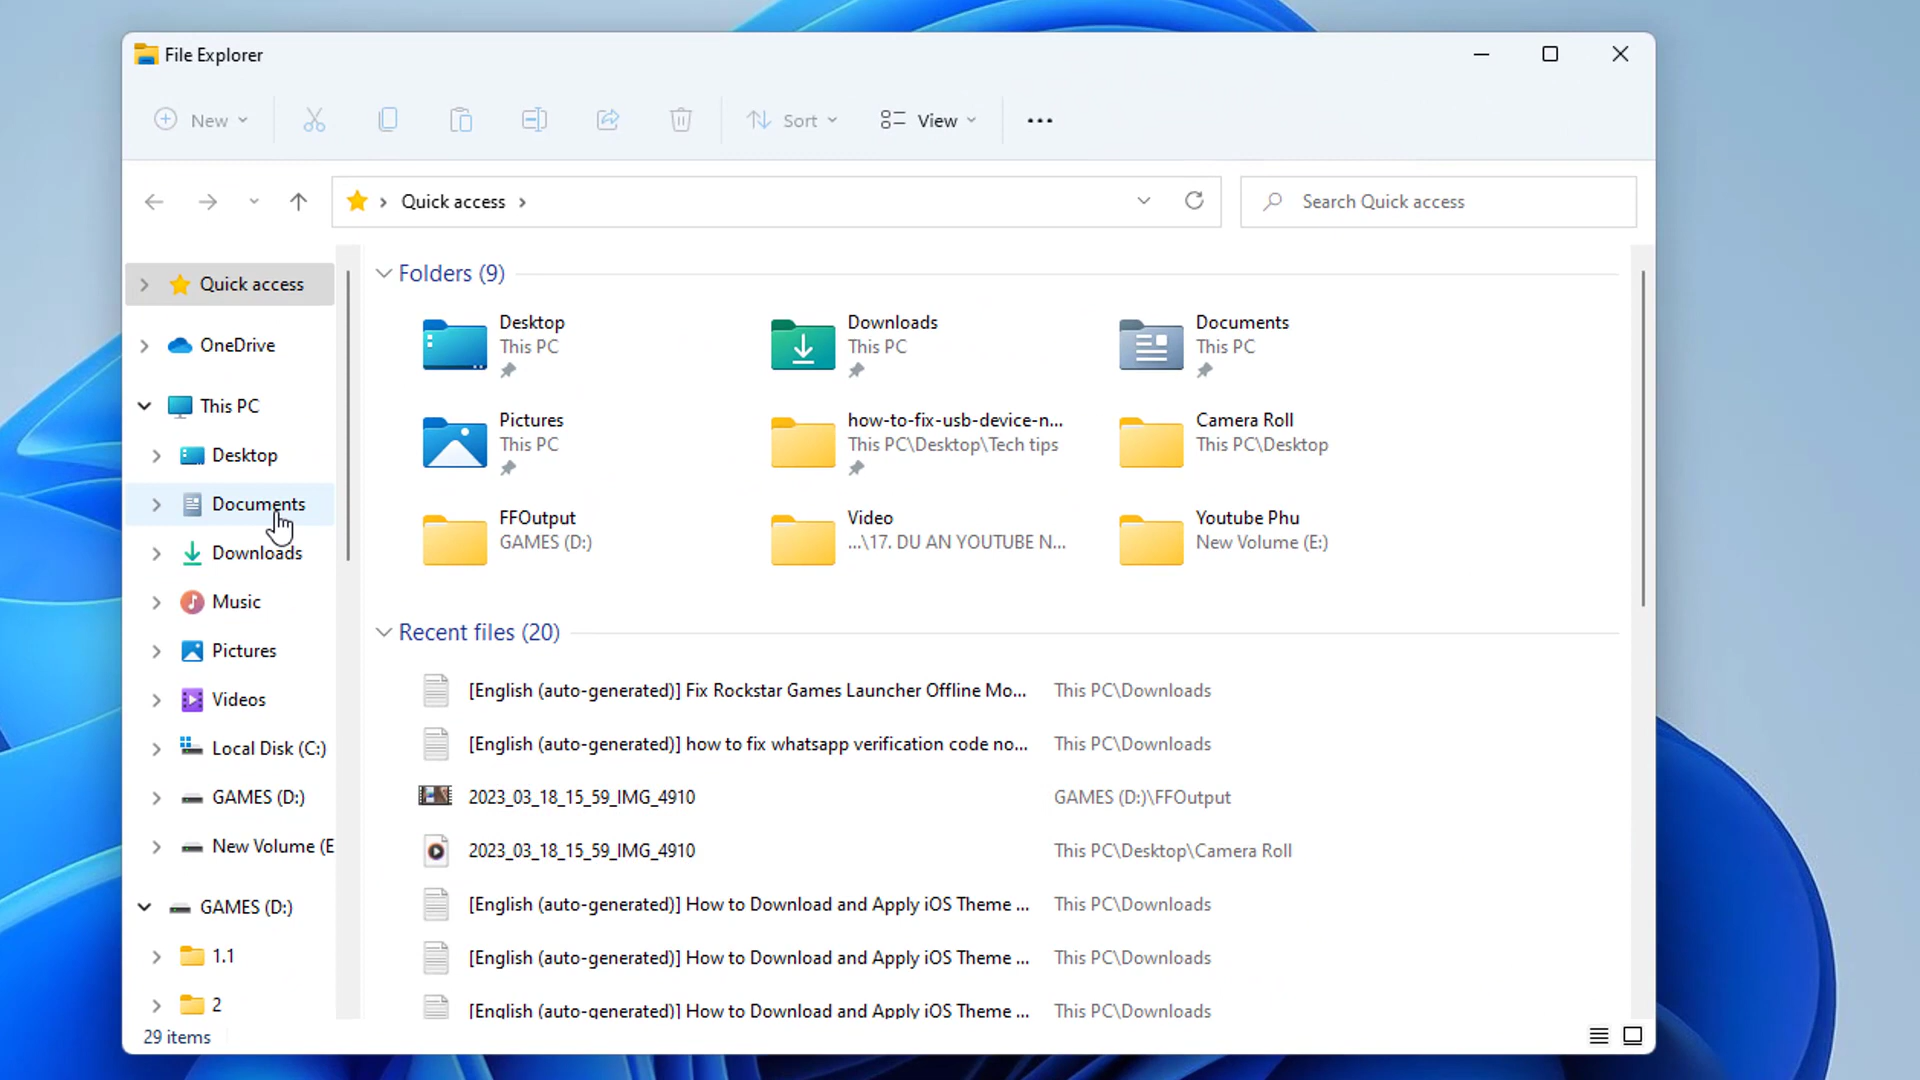 File Explorer
New
Sort
View
Quick access
Search Quick access
Quick access
OneDrive
This PC
Desktop
Documents
Downloads
Music
Pictures
Videos
Local Disk (C:)
GAMES (D:)
New Volume (E
GAMES (D:)
1.1
2
Folders (9)
Desktop
This PC
Downloads
This PC
Documents
This PC
Pictures
This PC
how-to-fix-usb-device-n...
This PC\Desktop\Tech tips
Camera Roll
This PC\Desktop
FFOutput
GAMES (D:)
Video
...\17. DU AN YOUTUBE N...
Youtube Phu
New Volume (E:)
Recent files (20)
[English (auto-generated)] Fix Rockstar Games Launcher Offline Mo... This PC\Downloads
[English (auto-generated)] how to fix whatsapp verification code no... This PC\Downloads
2023_03_18_15_59_IMG_4910 GAMES (D:)\FFOutput
2023_03_18_15_59_IMG_4910 This PC\Desktop\Camera Roll
[English (auto-generated)] How to Download and Apply iOS Theme ... This PC\Downloads
[English (auto-generated)] How to Download and Apply iOS Theme ... This PC\Downloads
[English (auto-generated)] How to Download and Apply iOS Theme ... This PC\Downloads
29 items